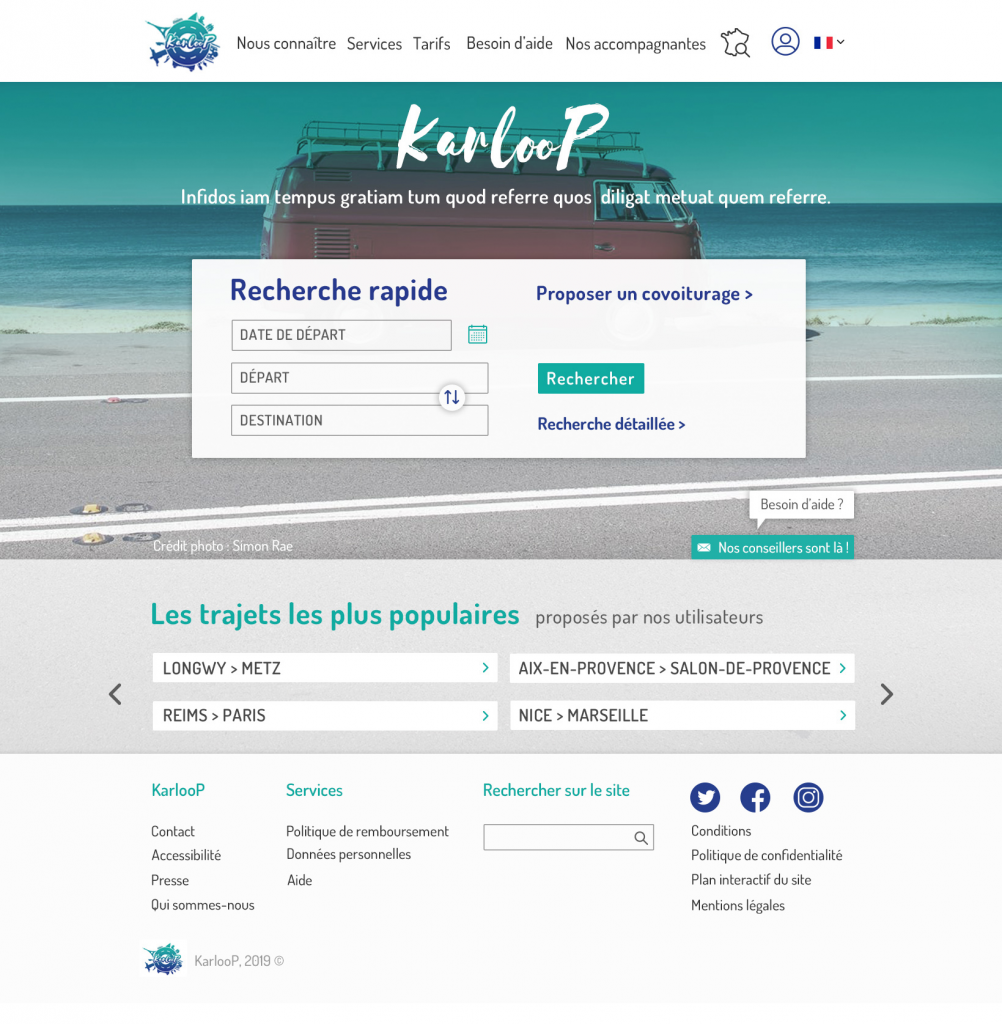 KarlooP
Nous connaître
Services
Tarifs
Besoin d'aide
Nos accompagnantes
KarlooP
Infidos iam tempus gratiam tum quod referre quos diligat metuat quem referre.
Recherche rapide
Proposer un covoiturage >
DATE DE DÉPART
DÉPART
Rechercher
DESTINATION
Recherche détaillée >
Besoin d'aide ?
Crédit photo : Simon Rae
Nos conseillers sont là !
Les trajets les plus populaires proposés par nos utilisateurs
LONGWY > METZ
AIX-EN-PROVENCE > SALON-DE-PROVENCE
REIMS > PARIS
NICE > MARSEILLE
KarlooP
Contact
Accessibilité
Presse
Qui sommes-nous
Services
Politique de remboursement
Données personnelles
Aide
Rechercher sur le site
Conditions
Politique de confidentialité
Plan interactif du site
Mentions légales
KarlooP, 2019 ©